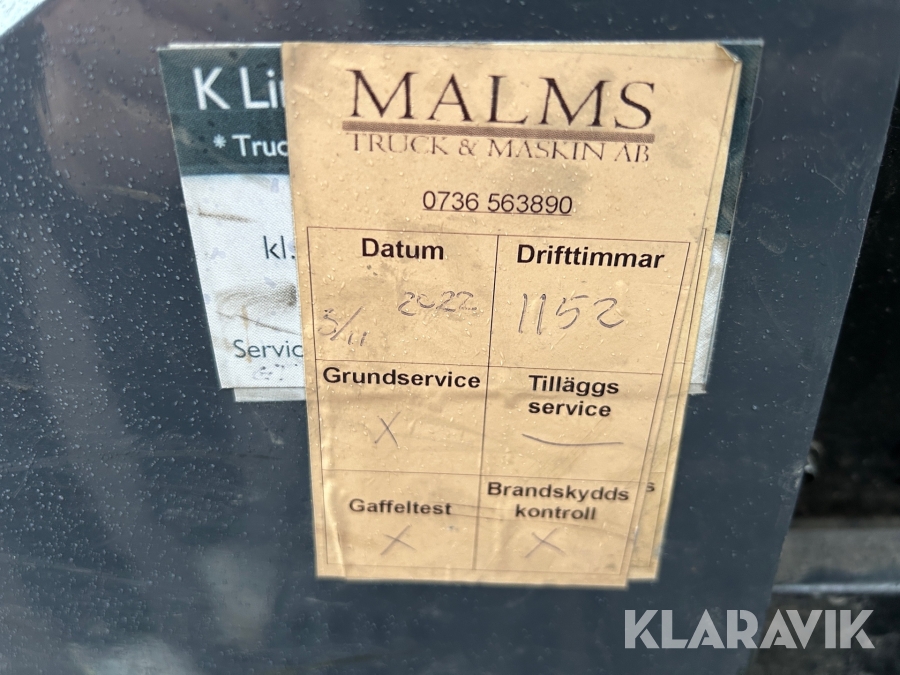 K Li
* Truc
kl.
Servic
MALMS
TRUCK & MASKIN AB
0736 563890
Datum
Drifttimmar
3/11 2022
1152
Grundservice
Tilläggs
service
X
—
Gaffeltest
Brandskydds
kontroll
X
X
s
KLARAVIK